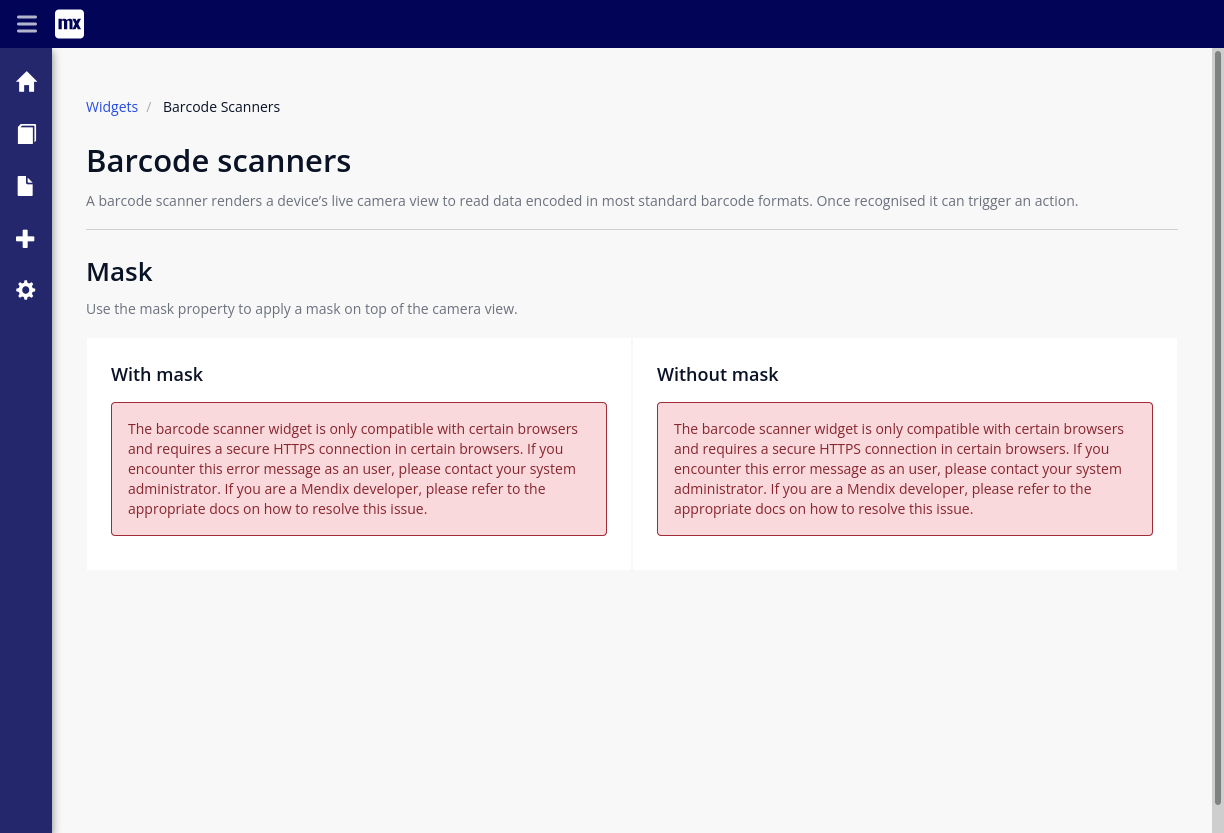 mx
Widgets / Barcode Scanners
Barcode scanners
A barcode scanner renders a device’s live camera view to read data encoded in most standard barcode formats. Once recognised it can trigger an action.
Mask
Use the mask property to apply a mask on top of the camera view.
With mask
The barcode scanner widget is only compatible with certain browsers
and requires a secure HTTPS connection in certain browsers. If you
encounter this error message as an user, please contact your system
administrator. If you are a Mendix developer, please refer to the
appropriate docs on how to resolve this issue.
Without mask
The barcode scanner widget is only compatible with certain browsers
and requires a secure HTTPS connection in certain browsers. If you
encounter this error message as an user, please contact your system
administrator. If you are a Mendix developer, please refer to the
appropriate docs on how to resolve this issue.